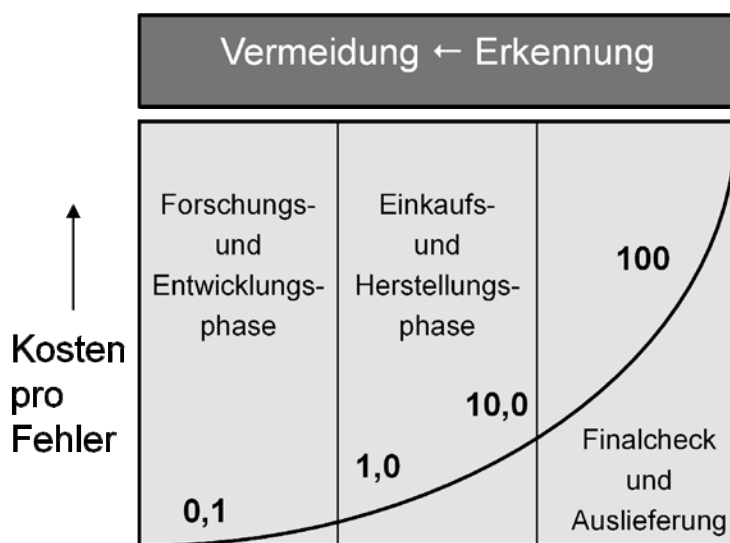 Vermeidung ← Erkennung
Forschungs-
und
Entwicklungs-
phase
Einkaufs-
und
Herstellungs-
phase
100
Kosten
pro
Fehler
10,0
1,0
0,1
Finalcheck
und
Auslieferung